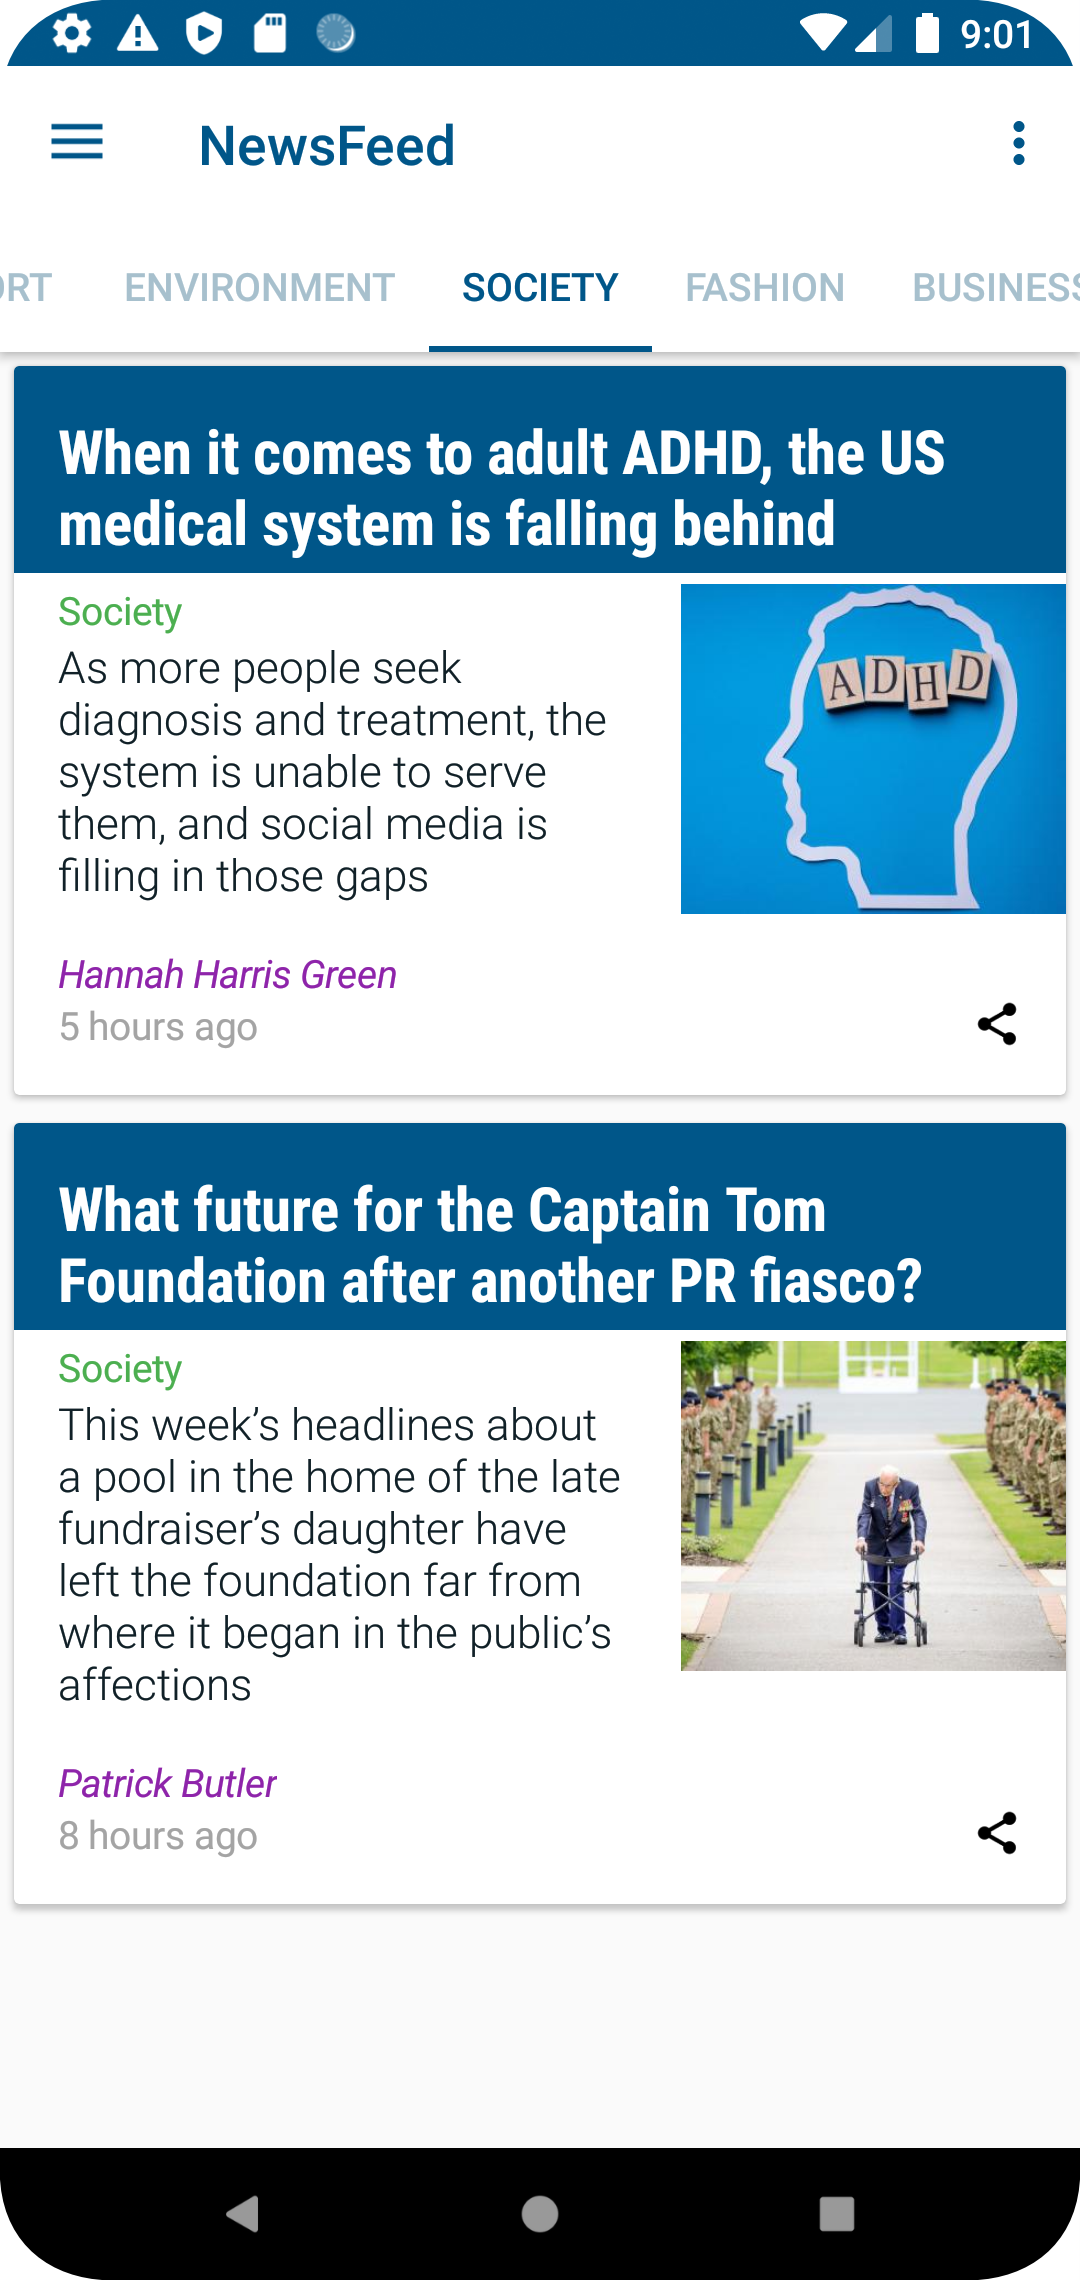 9:01
NewsFeed
ORT ENVIRONMENT SOCIETY FASHION BUSINESS
When it comes to adult ADHD, the US
medical system is falling behind
Society
As more people seek
diagnosis and treatment, the
system is unable to serve
them, and social media is
filling in those gaps
ADHD
Hannah Harris Green
5 hours ago
What future for the Captain Tom
Foundation after another PR fiasco?
Society
This week’s headlines about
a pool in the home of the late
fundraiser’s daughter have
left the foundation far from
where it began in the public’s
affections
Patrick Butler
8 hours ago